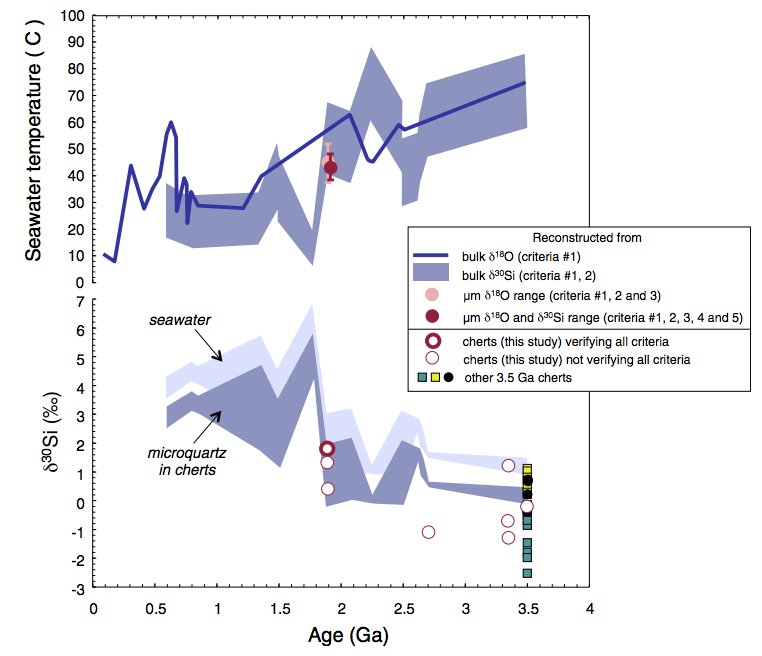 Seawater temperature ( C)
100
90
80
70
60
50
40
30
20
10
0
Reconstructed from
bulk δ¹⁸O (criteria #1)
bulk δ³⁰Si (criteria #1, 2)
µm δ¹⁸O range (criteria #1, 2 and 3)
µm δ¹⁸O and δ³⁰Si range (criteria #1, 2, 3, 4 and 5)
cherts (this study) verifying all criteria
cherts (this study) not verifying all criteria
other 3.5 Ga cherts
δ³⁰Si (‰)
7
6
5
4
3
2
1
0
-1
-2
-3
seawater
microquartz
in cherts
0 0.5 1 1.5 2 2.5 3 3.5 4
Age (Ga)